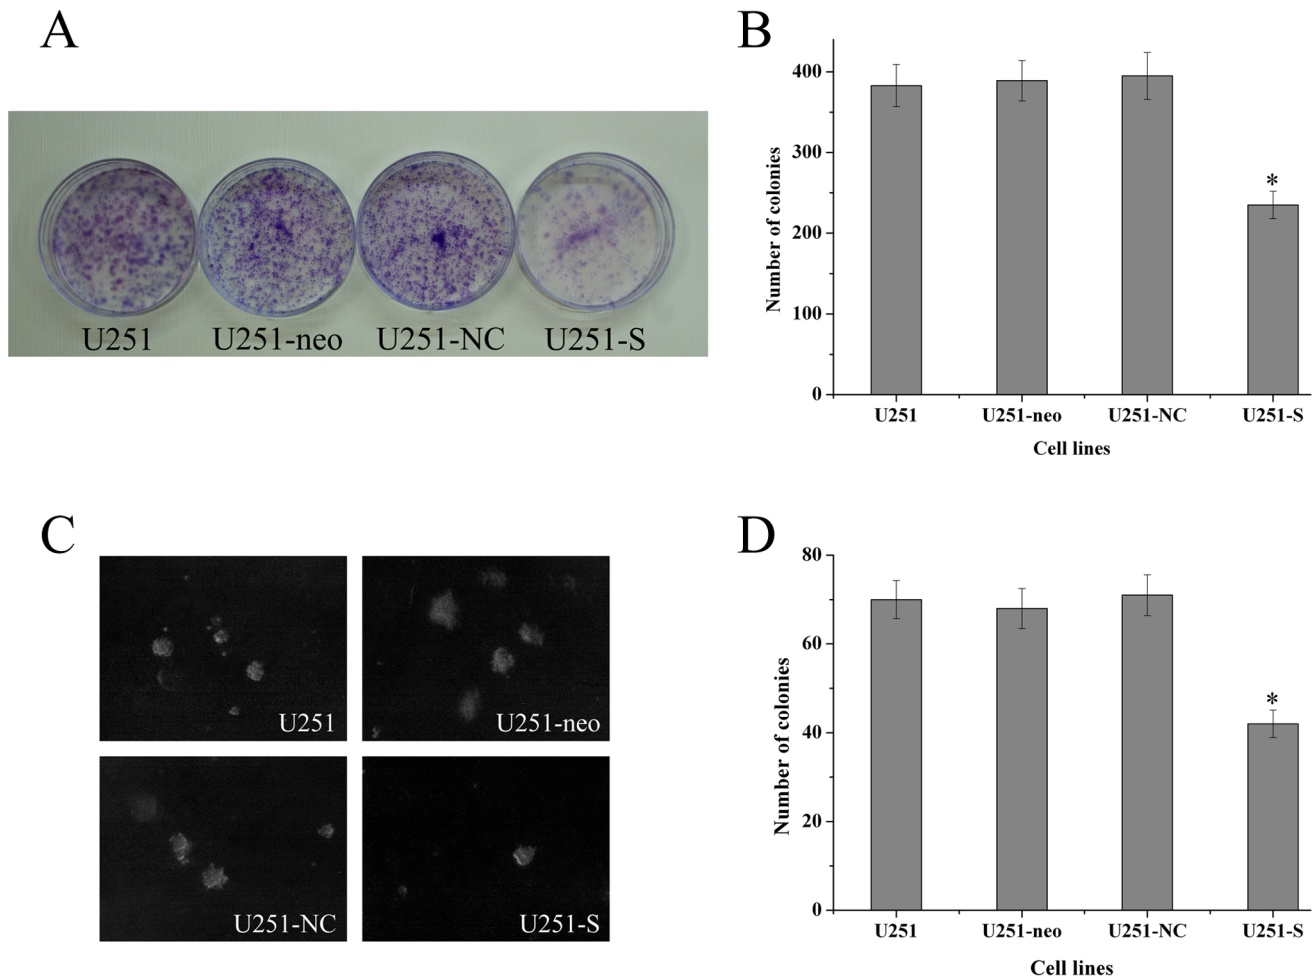 A
U251 U251-neo U251-NC U251-S
B
Number of colonies
400
300
200
100
0
*
U251 U251-neo U251-NC U251-S
Cell lines
C
U251
U251-neo
U251-NC
U251-S
D
Number of colonies
80
60
40
20
0
*
U251 U251-neo U251-NC U251-S
Cell lines